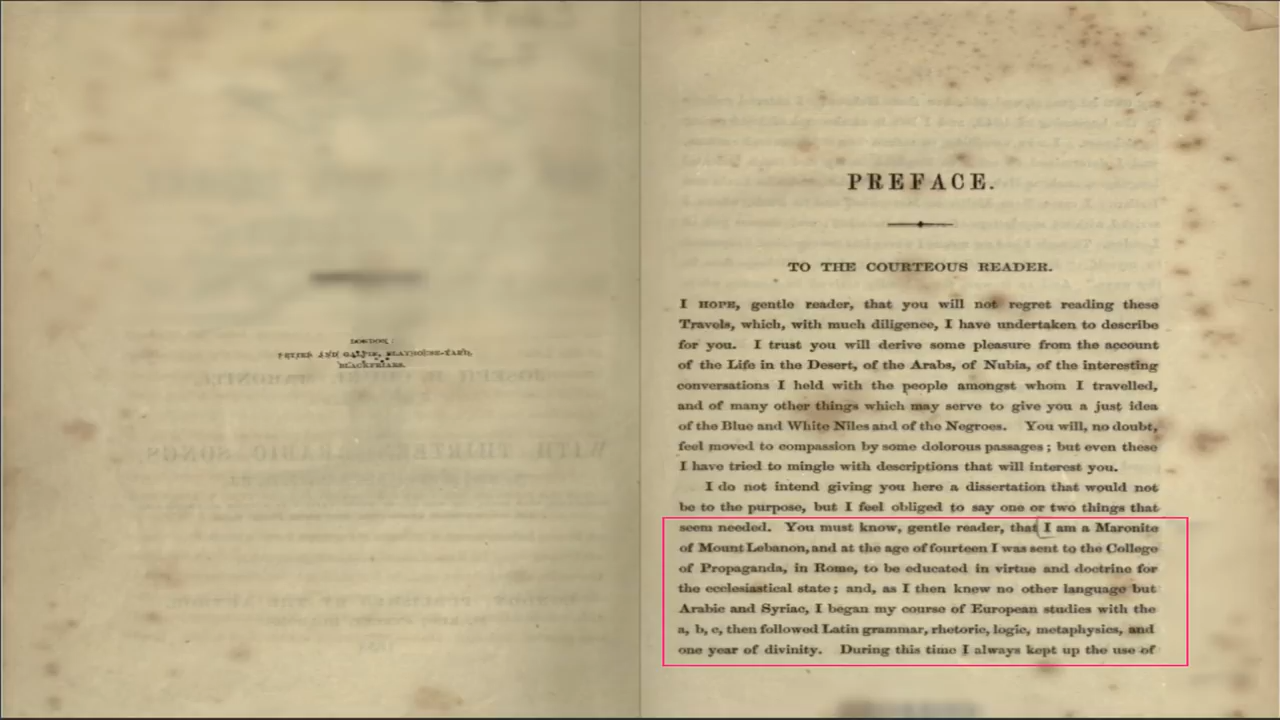 PREFACE.
TO THE COURTEOUS READER.
I HOPE, gentle reader, that you will not regret reading these
Travels, which, with much diligence, I have undertaken to describe
for you. I trust you will derive some pleasure from the account
of the Life in the Desert, of the Arabs, of Nubia, of the interesting
conversations I held with the people amongst whom I travelled,
and of many other things which may serve to give you a just idea
of the Blue and White Niles and of the Negroes. You will, no doubt,
feel moved to compassion by some dolorous passages; but even these
I have tried to mingle with descriptions that will interest you.
I do not intend giving you here a dissertation that would not
be to the purpose, but I feel obliged to say one or two things that
seem needed. You must know, gentle reader, that I am a Maronite
of Mount Lebanon, and at the age of fourteen I was sent to the College
of Propaganda, in Rome, to be educated in virtue and doctrine for
the ecclesiastical state; and, as I then knew no other language but
Arabic and Syriac, I began my course of European studies with the
a, b, c, then followed Latin grammar, rhetoric, logic, metaphysics, and
one year of divinity. During this time I always kept up the use of